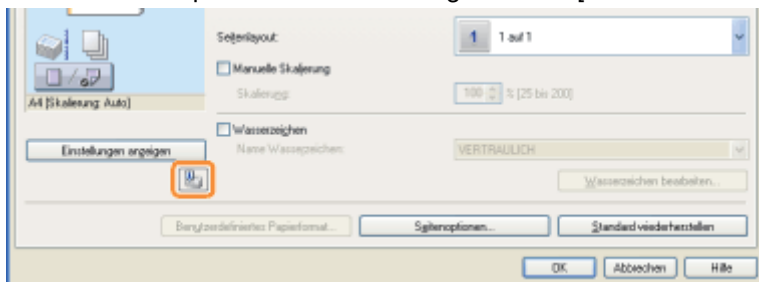 Seitenlayout:
1 1 auf 1
Manuelle Skalierung
Skalierung: 100 % [25 bis 200]
A4 [Skalierung: Auto]
Wasserzeichen
Einstellungen anzeigen
Name Wasserzeichen: VERTRAULICH
Wasserzeichen bearbeiten...
Benutzerdefiniertes Papierformat... Seitenoptionen... Standard wiederherstellen
OK Abbrechen Hilfe